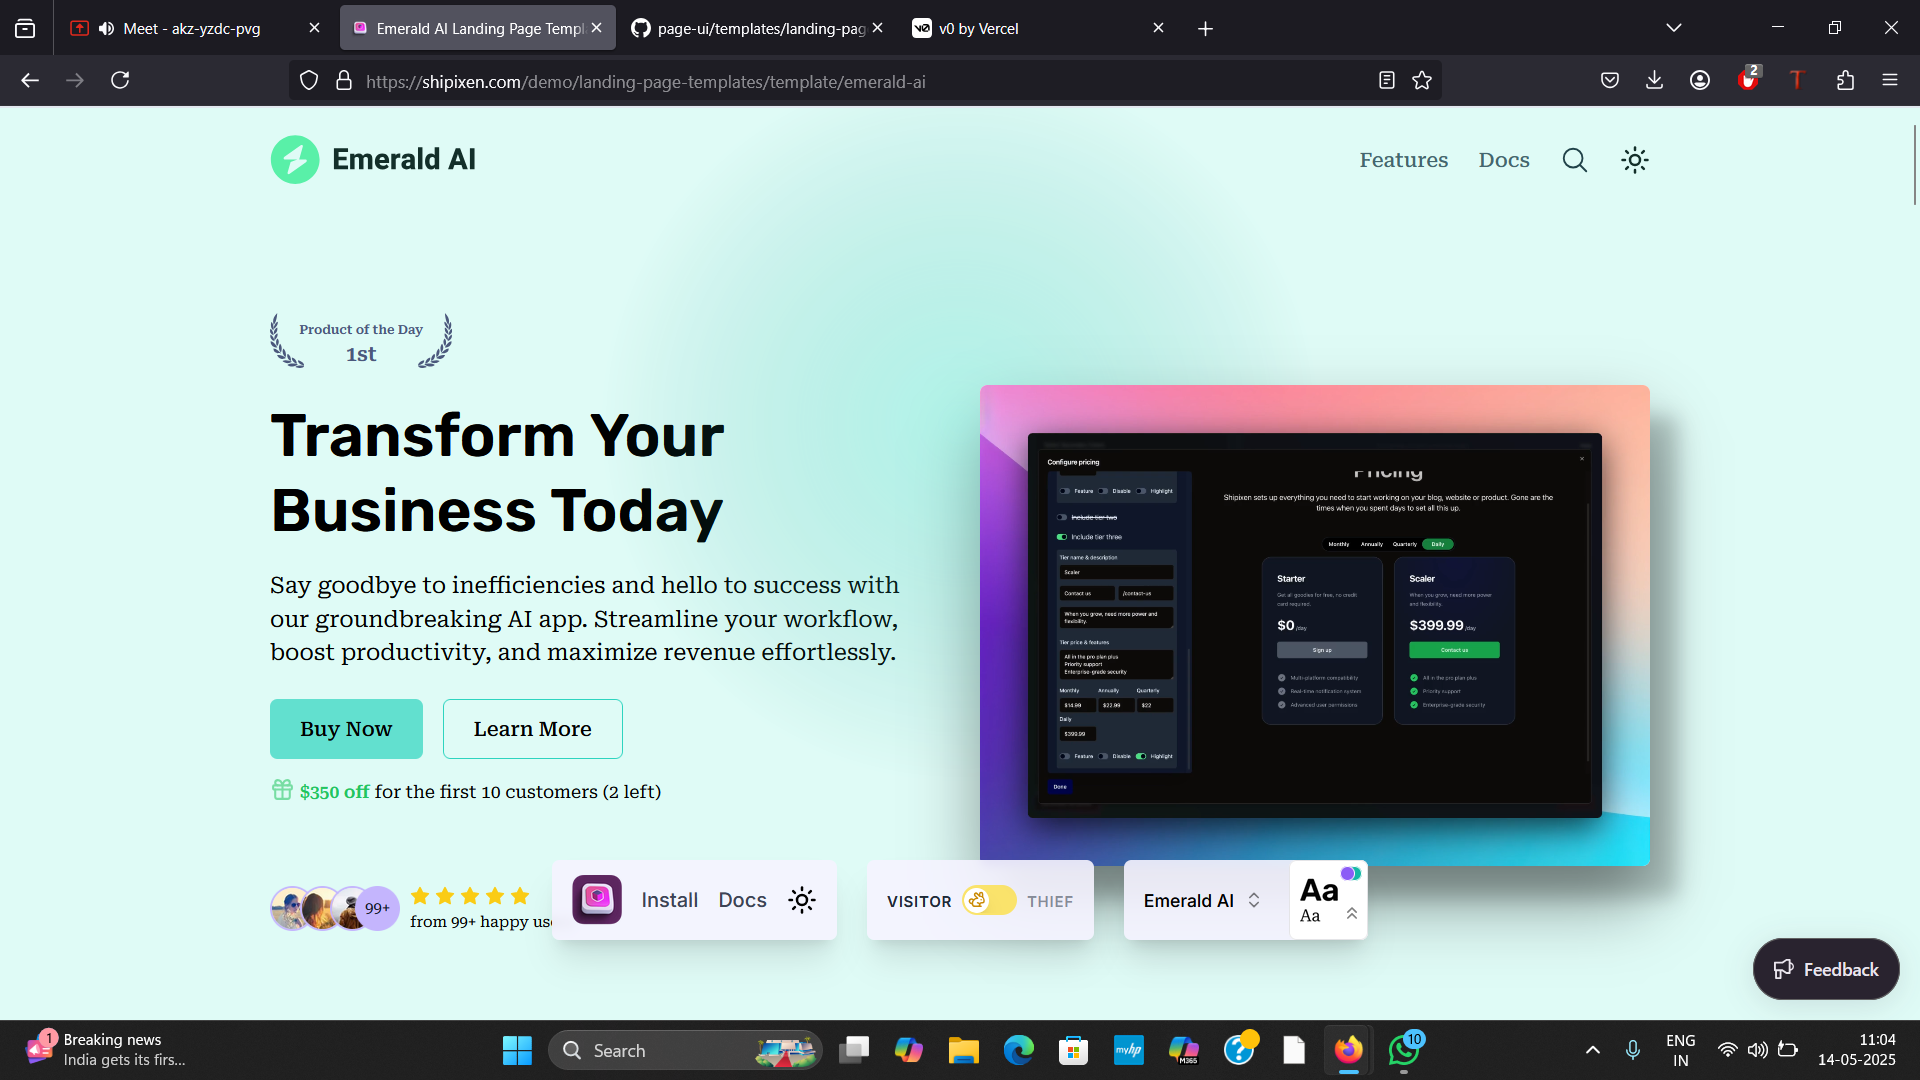 Meet - akz-yzdc-pvg
Emerald AI Landing Page Templ
page-ui/templates/landing-pag
v0 by Vercel
https://shipixen.com/demo/landing-page-templates/template/emerald-ai
2
Emerald AI
Features
Docs
Product of the Day
1st
Transform Your
Business Today
Say goodbye to inefficiencies and hello to success with
our groundbreaking AI app. Streamline your workflow,
boost productivity, and maximize revenue effortlessly.
Buy Now
Learn More
$350 off for the first 10 customers (2 left)
99+
from 99+ happy us
Configure pricing
Feature Disable Highlight
Include tier two
Include tier three
Tier name & description
Scaler
Contact us
/contact-us
When you grow, need more power and
flexibility.
Tier price & features
All in the pro plan plus
Priority support
Enterprise-grade security
Monthly Annually Quarterly
$14.99 $22.99 $22
Daily
$399.99
Feature Disable Highlight
Done
Pricing
Shipixen sets up everything you need to start working on your blog, website or product. Gone are the
times when you spent days to set all this up.
Monthly Annually Quarterly Daily
Starter
Get all goodies for free, no credit
card required.
$0 /day
Sign up
Multi-platform compatibility
Real-time notification system
Advanced user permissions
Scaler
When you grow, need more power
and flexibility.
$399.99 /day
Contact us
All in the pro plan plus
Priority support
Enterprise-grade security
Install
Docs
VISITOR
THIEF
Emerald AI
Aa
Aa
Feedback
1
Breaking news
India gets its firs...
Search
myhp
M365
10
ENG
IN
11:04
14-05-2025